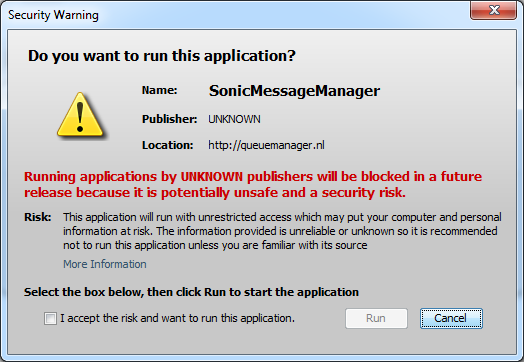 Security Warning
Do you want to run this application?
Name: SonicMessageManager
Publisher: UNKNOWN
Location: http://queuemanager.nl
Running applications by UNKNOWN publishers will be blocked in a future
release because it is potentially unsafe and a security risk.
Risk: This application will run with unrestricted access which may put your computer and personal
information at risk. The information provided is unreliable or unknown so it is recommended
not to run this application unless you are familiar with its source
More Information
Select the box below, then click Run to start the application
I accept the risk and want to run this application.
Run
Cancel